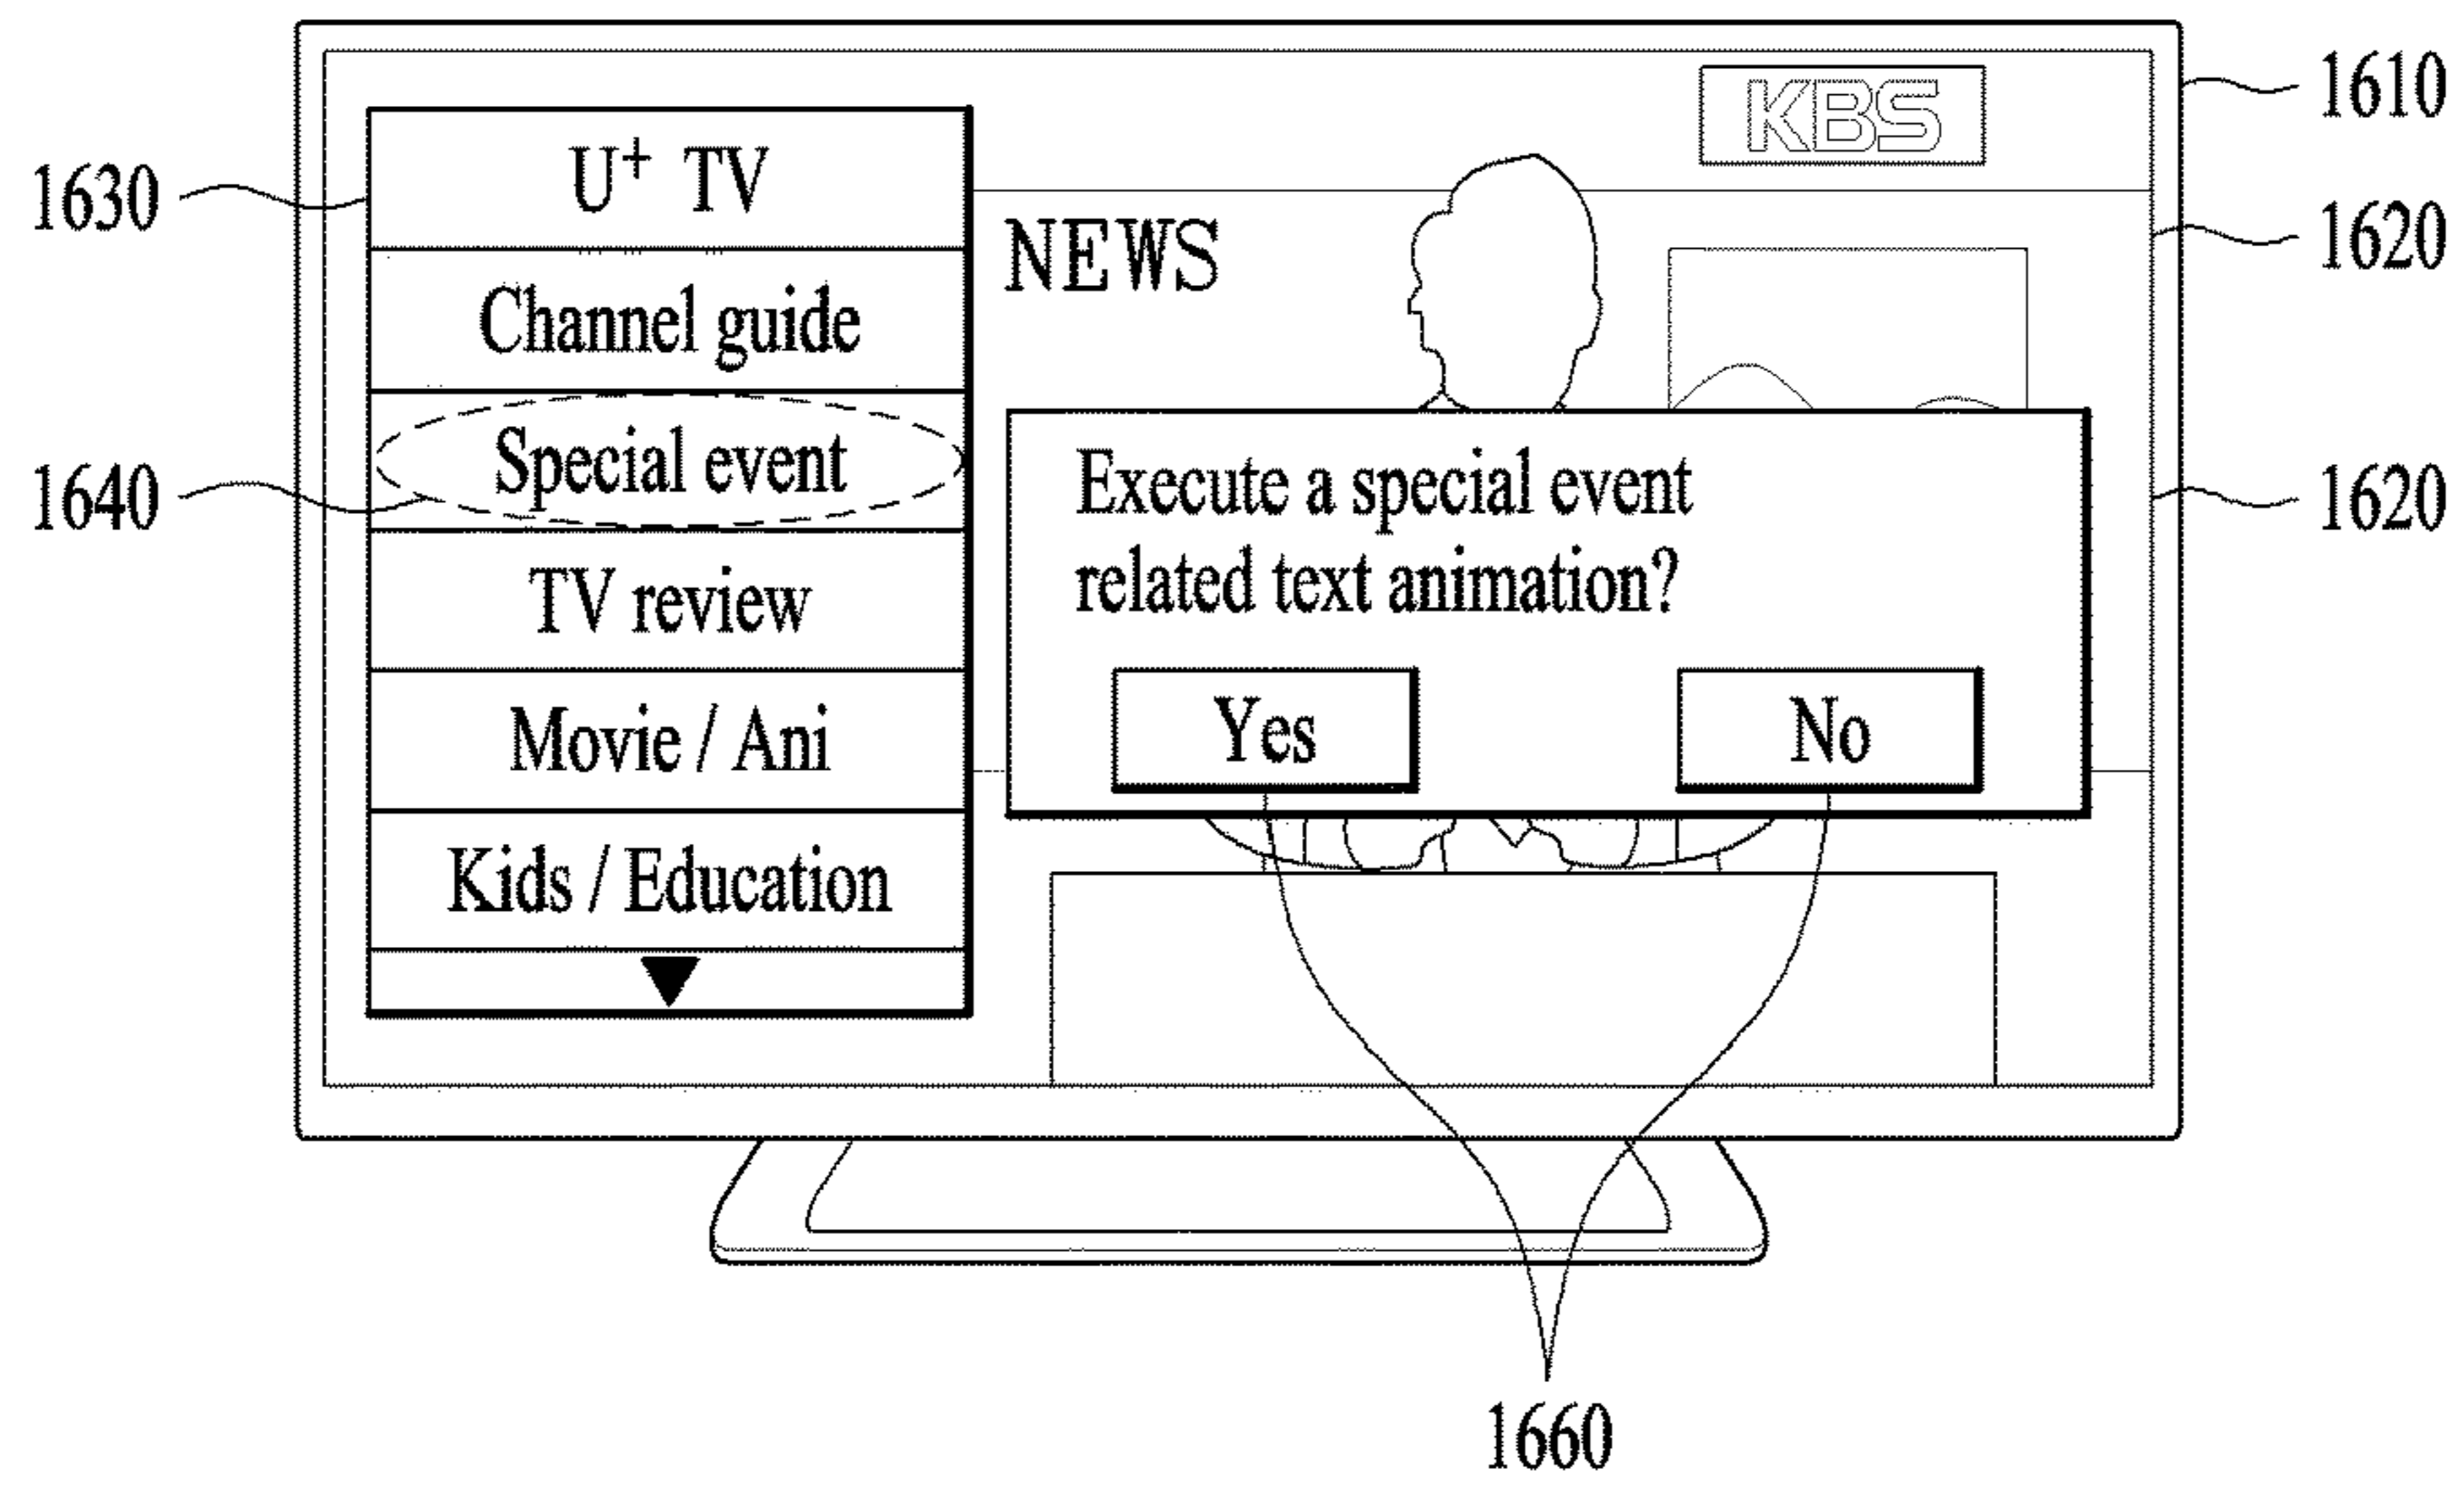 KBS
1610
U+ TV
1630
NEWS
1620
Channel guide
Special event
1640
Execute a special event
related text animation?
1620
TV review
Yes
No
Movie / Ani
Kids / Education
1660